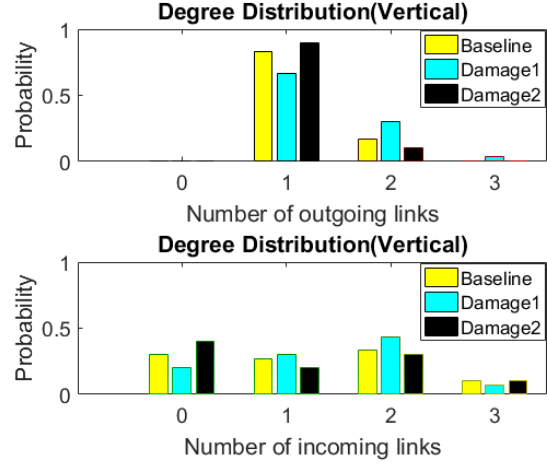 Degree Distribution(Vertical)
1
0.5
0
Probability
Baseline
Damage1
Damage2
0 1 2 3
Number of outgoing links
Degree Distribution(Vertical)
1
0.5
0
Probability
Baseline
Damage1
Damage2
0 1 2 3
Number of incoming links